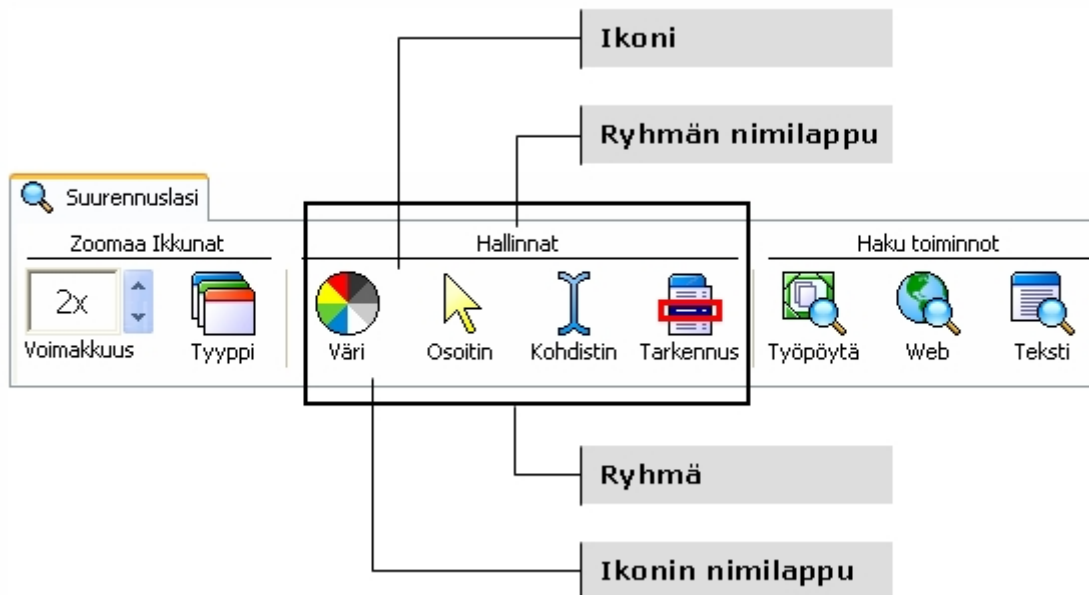 Ikoni
Ryhmän nimilappu
Suurennuslasi
Zoomaa Ikkunat
Hallinnat
Haku toiminnot
2x
Voimakkuus
Tyyppi
Väri
Osoitin
Kohdistin
Tarkennus
Työpöytä
Web
Teksti
Ryhmä
Ikonin nimilappu